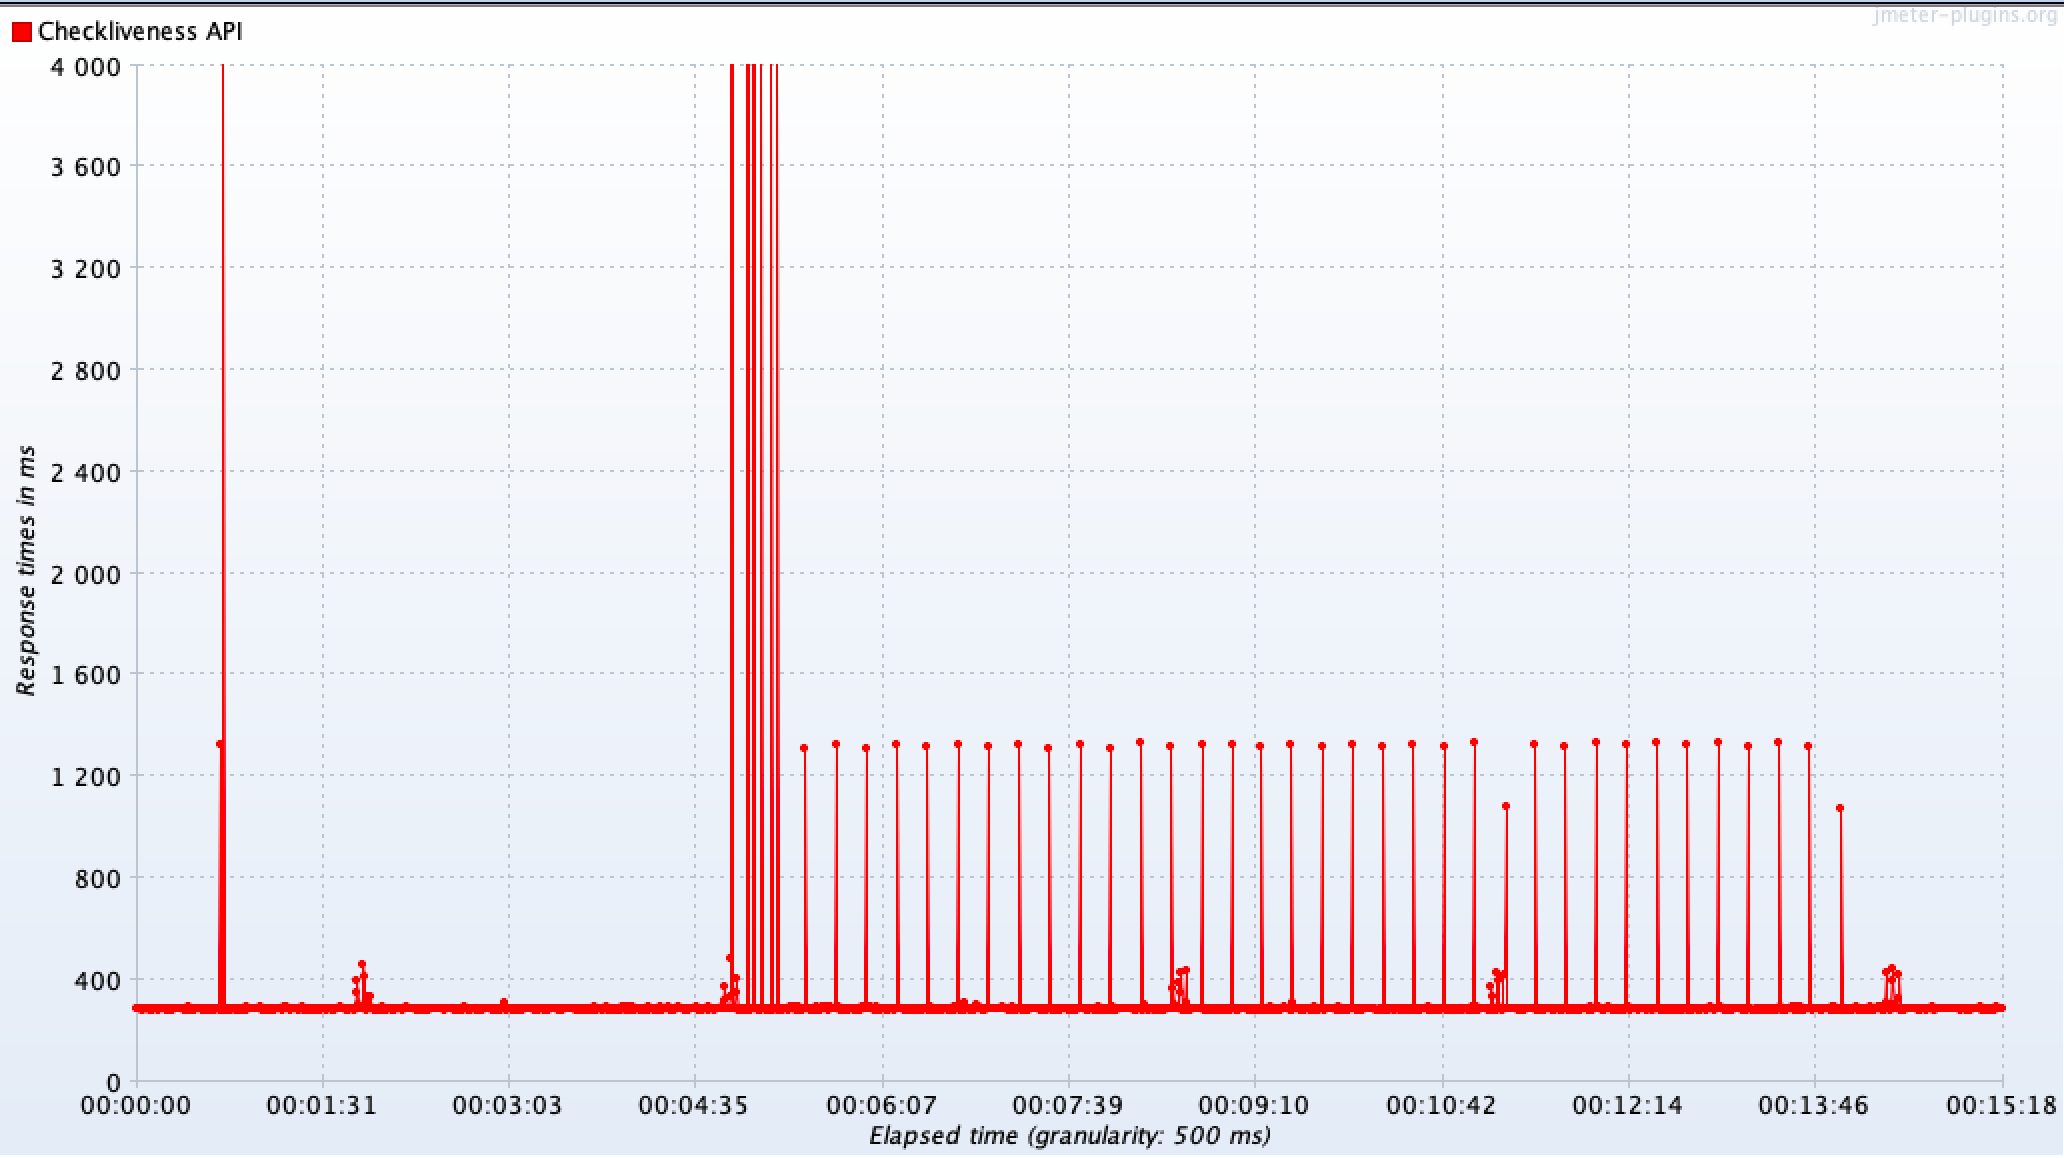 jmeter-plugins.org
Checkliveness API
4 000
3 600
3 200
2 800
2 400
2 000
1 600
1 200
800
400
0
Response times in ms
00:00:00 00:01:31 00:03:03 00:04:35 00:06:07 00:07:39 00:09:10 00:10:42 00:12:14 00:13:46 00:15:18
Elapsed time (granularity: 500 ms)